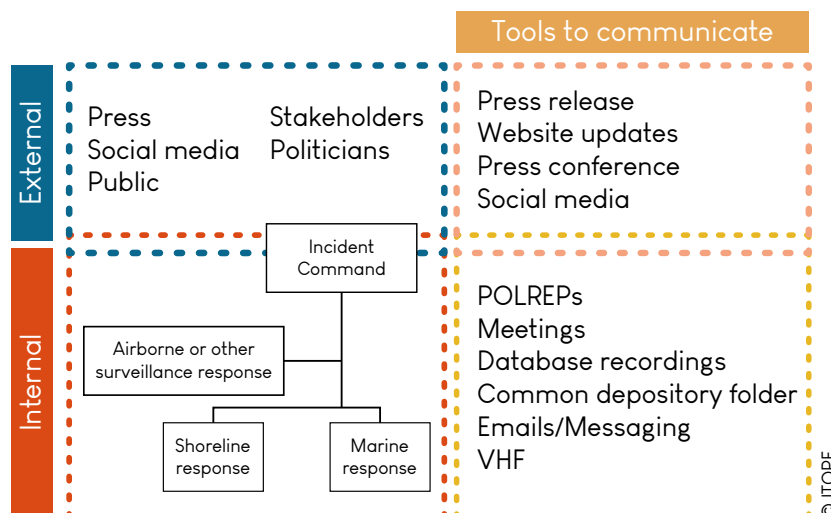 Tools to communicate
External
Press
Social media
Public
Stakeholders
Politicians
Press release
Website updates
Press conference
Social media
Internal
Incident
Command
Airborne or other
surveillance response
Shoreline
response
Marine
response
POLREPs
Meetings
Database recordings
Common depository folder
Emails/Messaging
VHF
© ITOPF